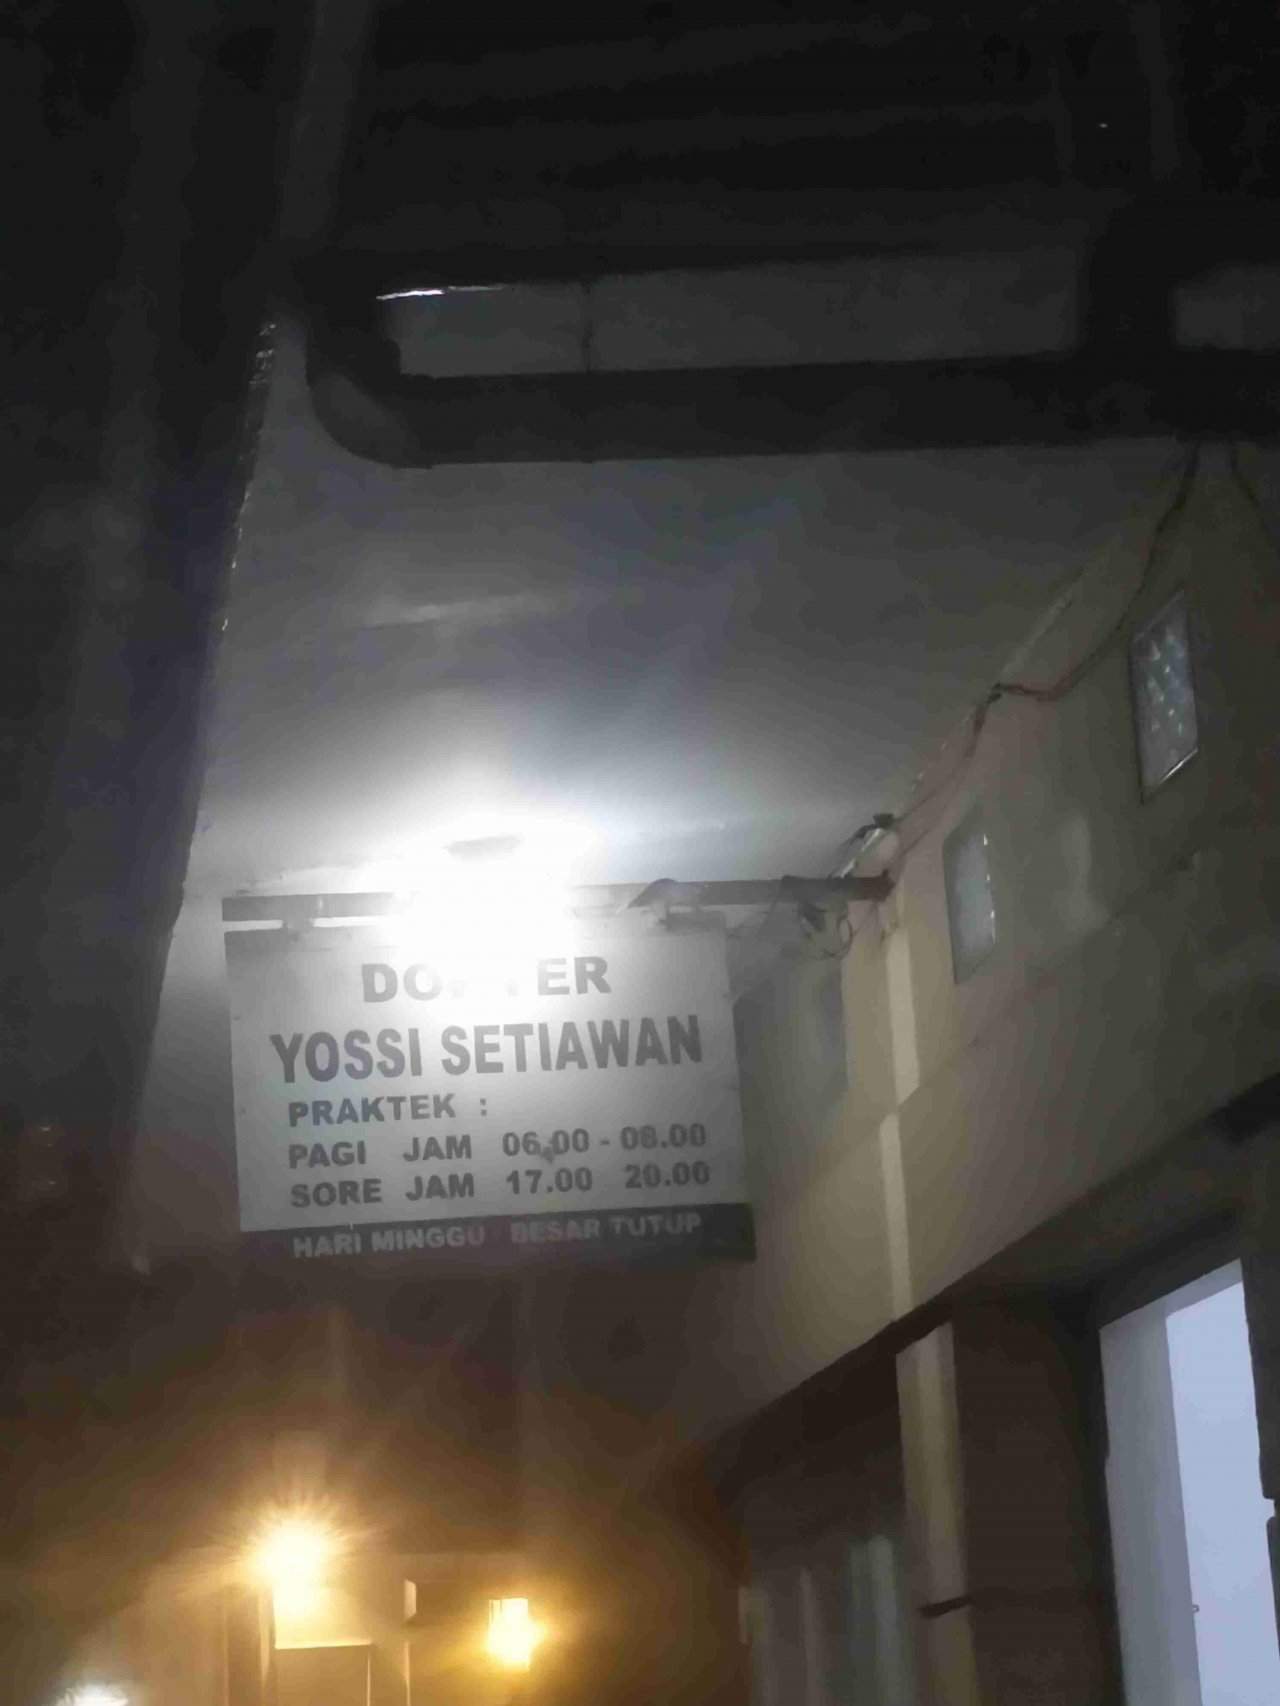 YOSSI SETIAWAN
PRAKTEK :
PAGI JAM 06.00 - 08.00
SORE JAM 17.00 20.00
HARI MINGGU BESAR TUTUP